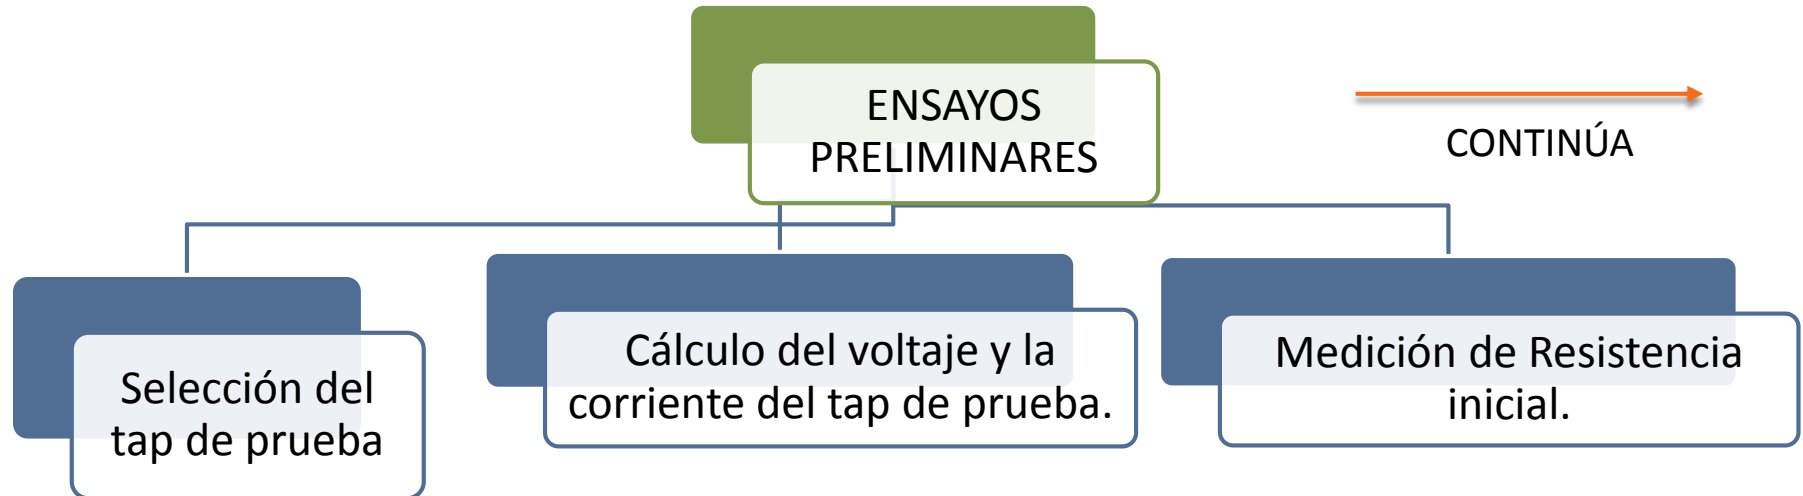 ENSAYOS
PRELIMINARES
CONTINÚA
Selección del
tap de prueba
Cálculo del voltaje y la
corriente del tap de prueba.
Medición de Resistencia
inicial.